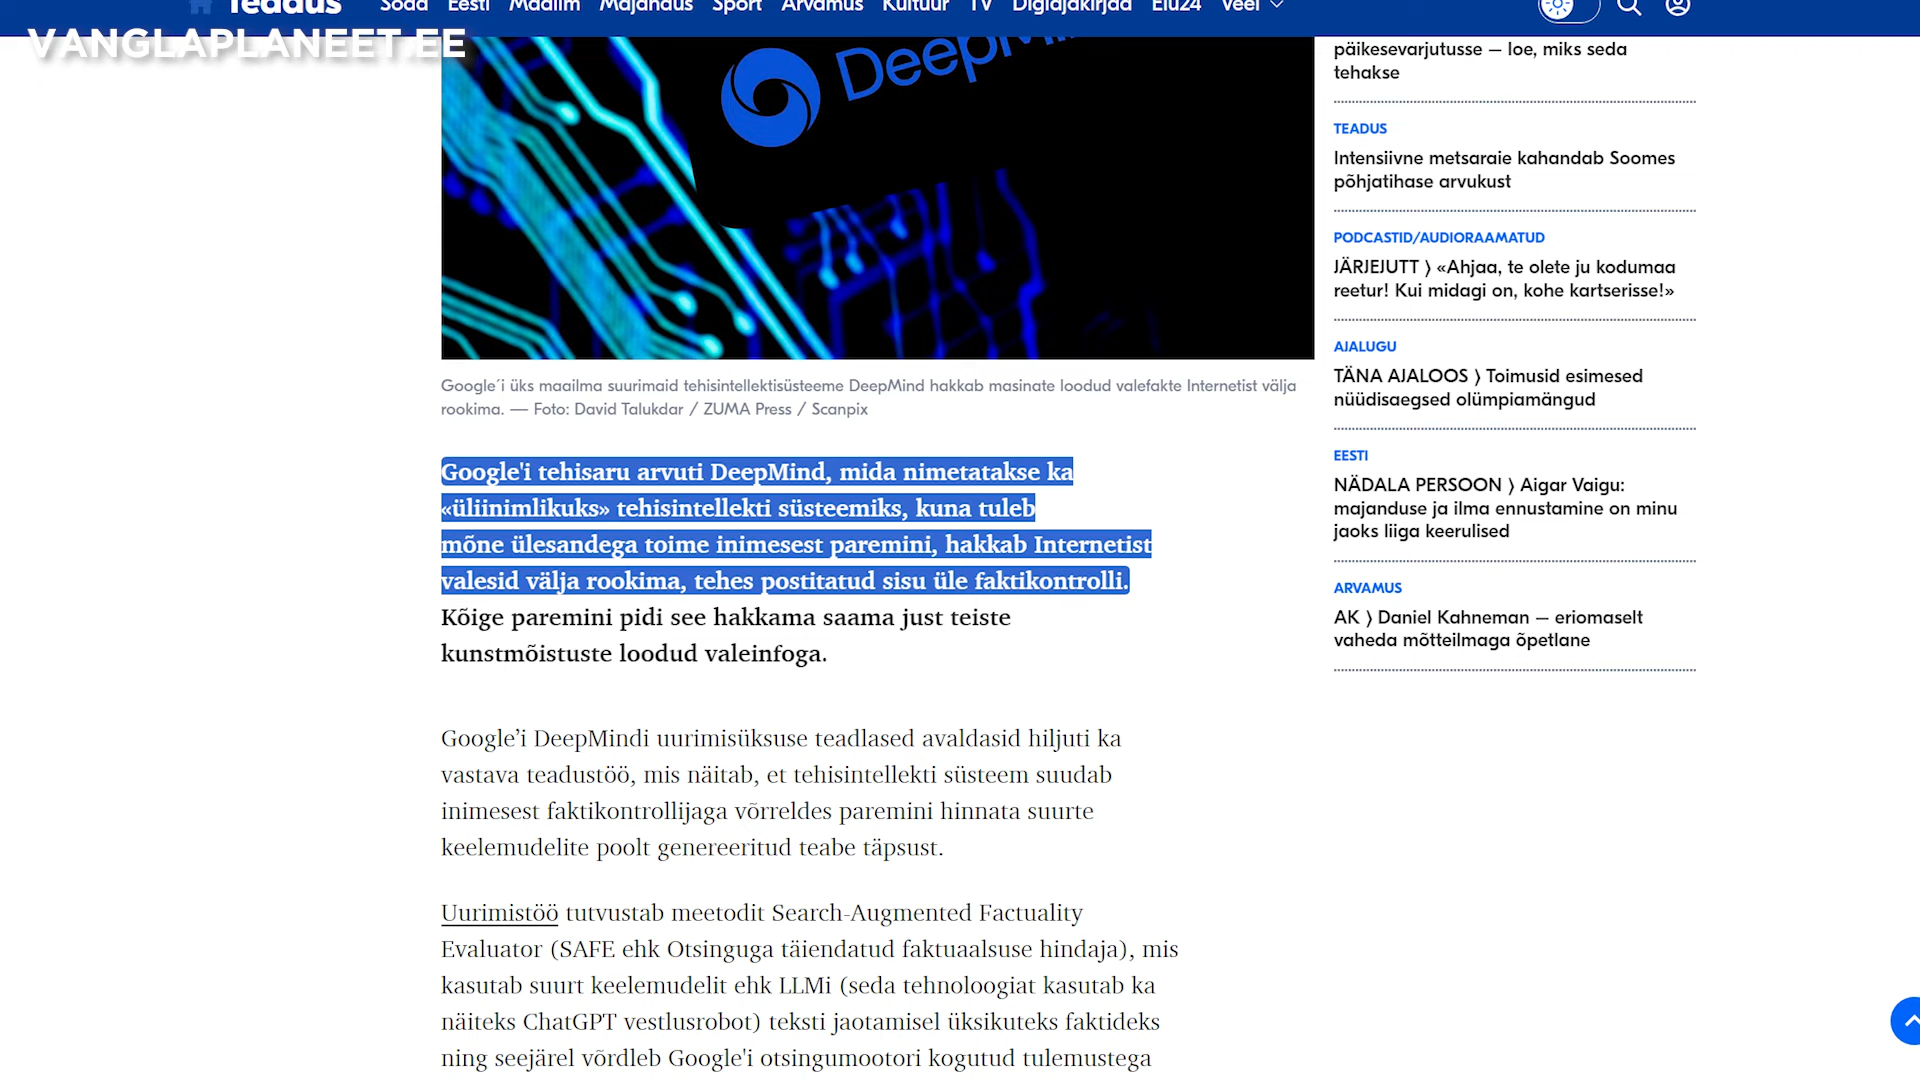 Teadus Sõda Eesti Maailm Majandus Sport Arvamus Kultuur TV Digiajakirjad Elu24 Veel
VANGLAPLANEET.EE
DeepMi
Google´i üks maailma suurimaid tehisintellektisüsteeme DeepMind hakkab masinate loodud valefakte Internetist välja
rookima. — Foto: David Talukdar / ZUMA Press / Scanpix
Google'i tehisaru arvuti DeepMind, mida nimetatakse ka
«üliinimlikuks» tehisintellekti süsteemiks, kuna tuleb
mõne ülesandega toime inimesest paremini, hakkab Internetist
valesid välja rookima, tehes postitatud sisu üle faktikontrolli.
Kõige paremini pidi see hakkama saama just teiste
kunstmõistuste loodud valeinfoga.
Google’i DeepMindi uurimisüksuse teadlased avaldasid hiljuti ka
vastava teadustöö, mis näitab, et tehisintellekti süsteem suudab
inimesest faktikontrollijaga võrreldes paremini hinnata suurte
keelemudelite poolt genereeritud teabe täpsust.
Uurimistöö tutvustab meetodit Search-Augmented Factuality
Evaluator (SAFE ehk Otsinguga täiendatud faktuaalsuse hindaja), mis
kasutab suurt keelemudelit ehk LLMi (seda tehnoloogiat kasutab ka
näiteks ChatGPT vestlusrobot) teksti jaotamisel üksikuteks faktideks
ning seejärel võrdleb Google'i otsingumootori kogutud tulemustega
päikesevarjutusse – loe, miks seda
tehakse
TEADUS
Intensiivne metsaraie kahandab Soomes
põhjatihase arvukust
PODCASTID/AUDIORAAMATUD
JÄRJEJUTT ⟩ «Ahjaa, te olete ju kodumaa
reetur! Kui midagi on, kohe kartserisse!»
AJALUGU
TÄNA AJALOOS ⟩ Toimusid esimesed
nüüdisaegsed olümpiamängud
EESTI
NÄDALA PERSOON ⟩ Aigar Vaigu:
majanduse ja ilma ennustamine on minu
jaoks liiga keerulised
ARVAMUS
AK ⟩ Daniel Kahneman – eriomaselt
vaheda mõtteilmaga õpetlane